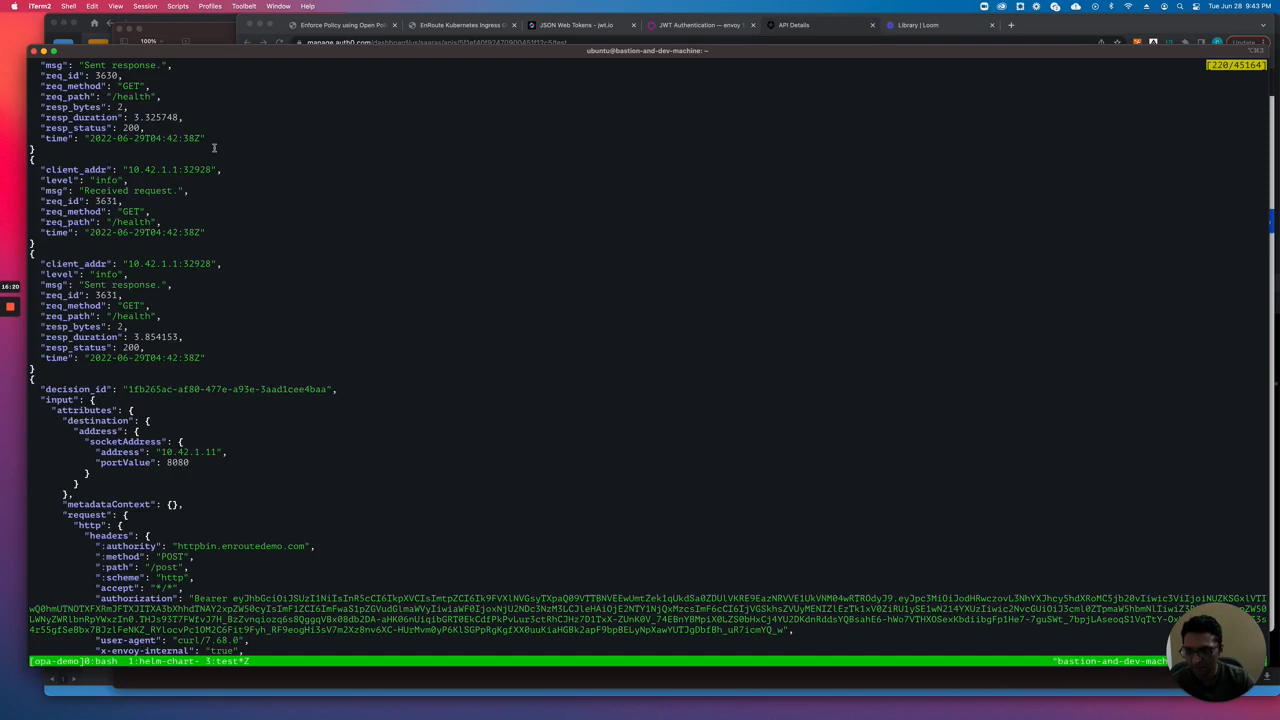 iTerm2 Shell Edit View Session Scripts Profiles Toolbelt Window Help
Tue Jun 28 9:43 PM
Enforce Policy using Open Pol
EnRoute Kubernetes Ingress C
JSON Web Tokens - jwt.io
JWT Authentication — envoy 1
API Details
Library | Loom
100%
Update
ubuntu@bastion-and-dev-machine: ~
⌥⌘3
[220/45164]
"msg": "Sent response.",
"req_id": 3630,
"req_method": "GET",
"req_path": "/health",
"resp_bytes": 2,
"resp_duration": 3.325748,
"resp_status": 200,
"time": "2022-06-29T04:42:38Z"
}
{
"client_addr": "10.42.1.1:32928",
"level": "info",
"msg": "Received request.",
"req_id": 3631,
"req_method": "GET",
"req_path": "/health",
"time": "2022-06-29T04:42:38Z"
}
{
"client_addr": "10.42.1.1:32928",
"level": "info",
"msg": "Sent response.",
"req_id": 3631,
"req_method": "GET",
"req_path": "/health",
"resp_bytes": 2,
"resp_duration": 3.854153,
"resp_status": 200,
"time": "2022-06-29T04:42:38Z"
}
{
"decision_id": "1fb265ac-af80-477e-a93e-3aad1cee4baa",
"input": {
"attributes": {
"destination": {
"address": {
"socketAddress": {
"address": "10.42.1.11",
"portValue": 8080
}
}
},
"metadataContext": {},
"request": {
"http": {
"headers": {
":authority": "httpbin.enroutedemo.com",
":method": "POST",
":path": "/post",
":scheme": "http",
"accept": "*/*",
"authorization": "Bearer
"user-agent": "curl/7.68.0",
"x-envoy-internal": "true",
[opa-demo]0:bash 1:helm-chart- 3:test*Z
"bastion-and-dev-mach
16:20
1